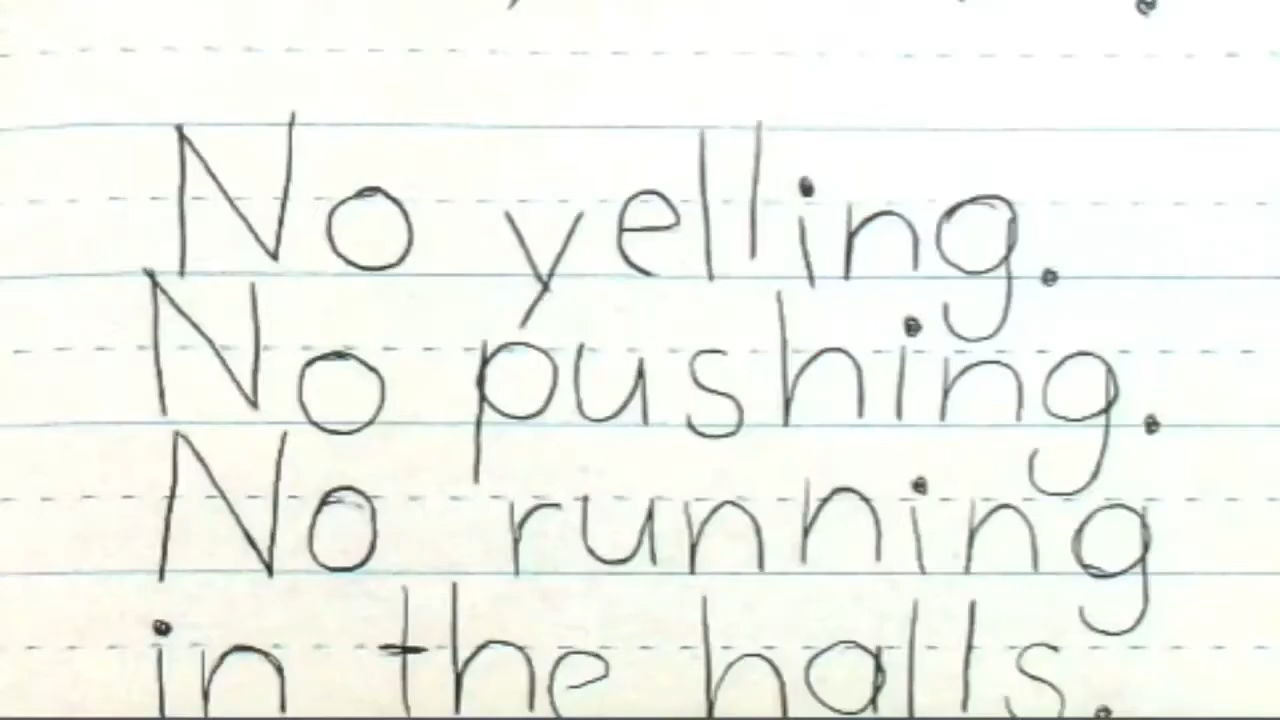 No yelling.
No pushing.
No running
in the halls.